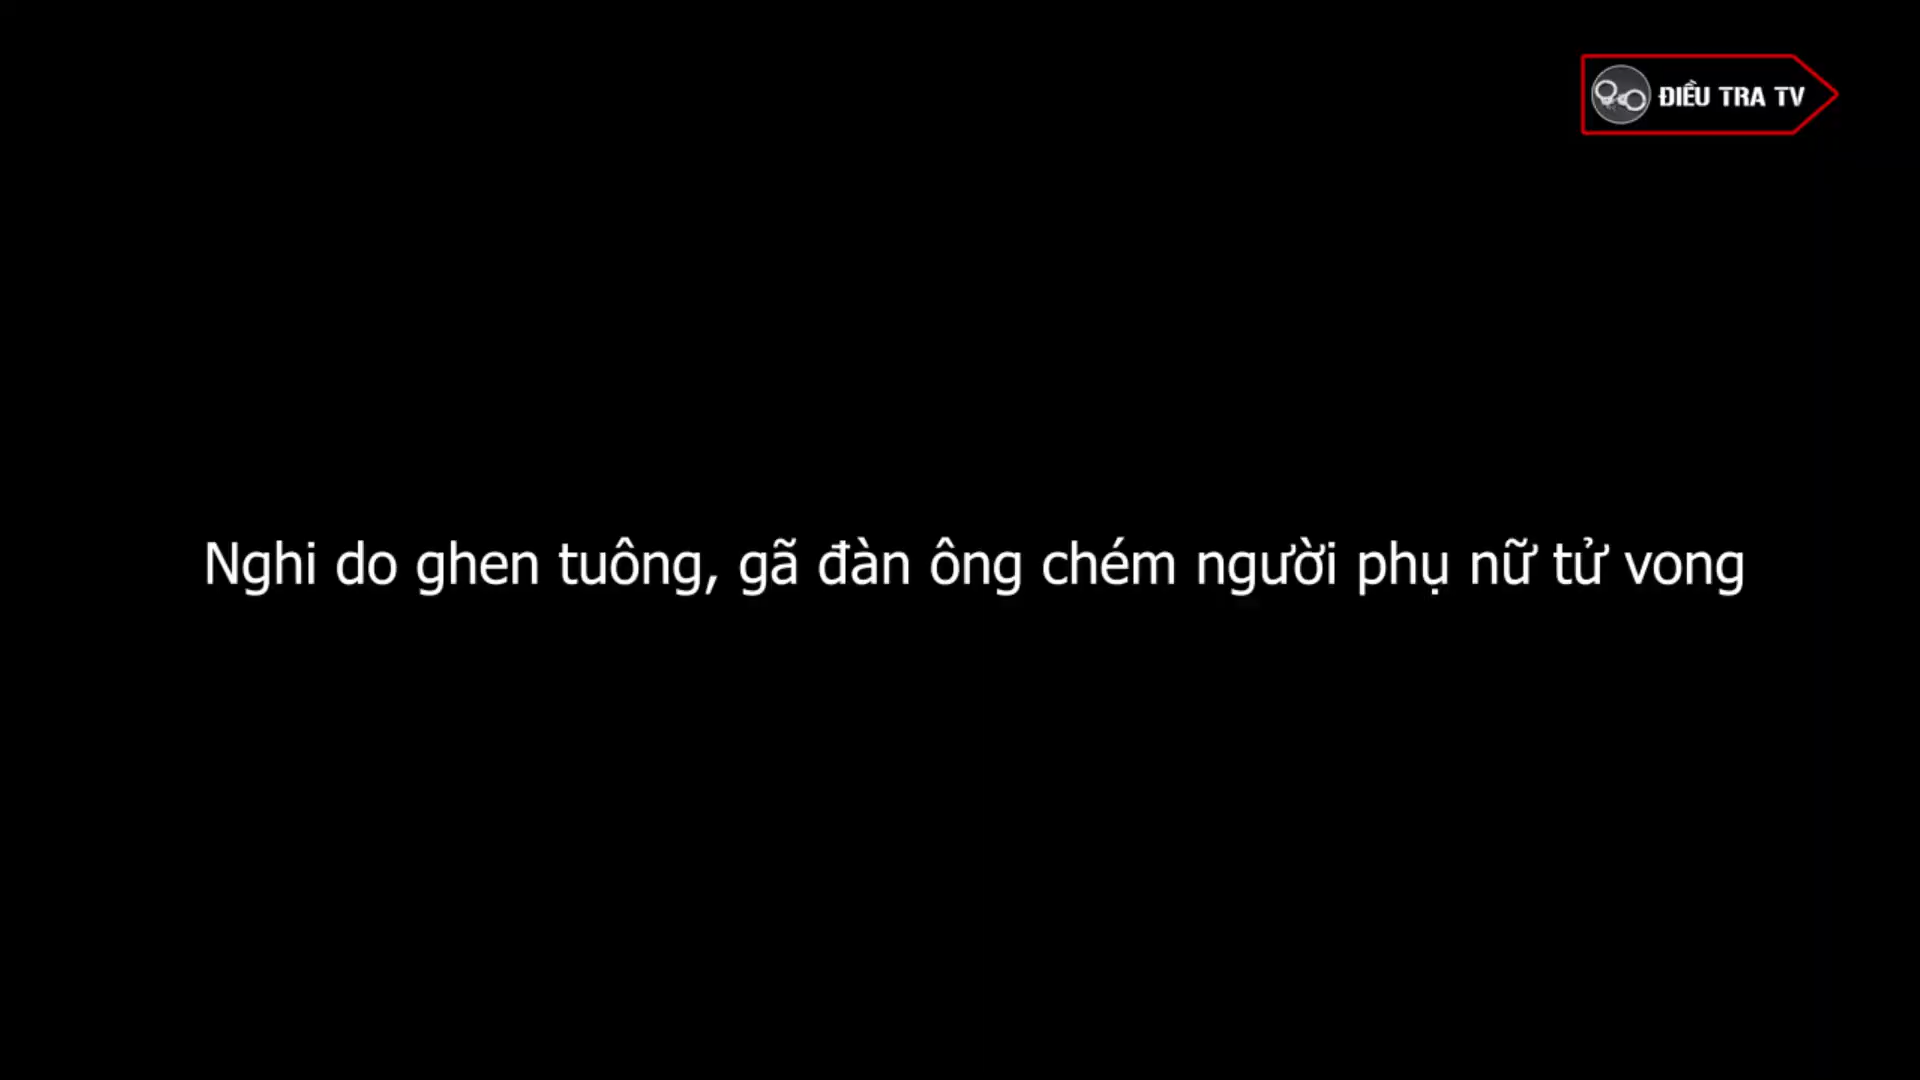 ĐIỀU TRA TV
Nghi do ghen tuông, gã đàn ông chém người phụ nữ tử vong